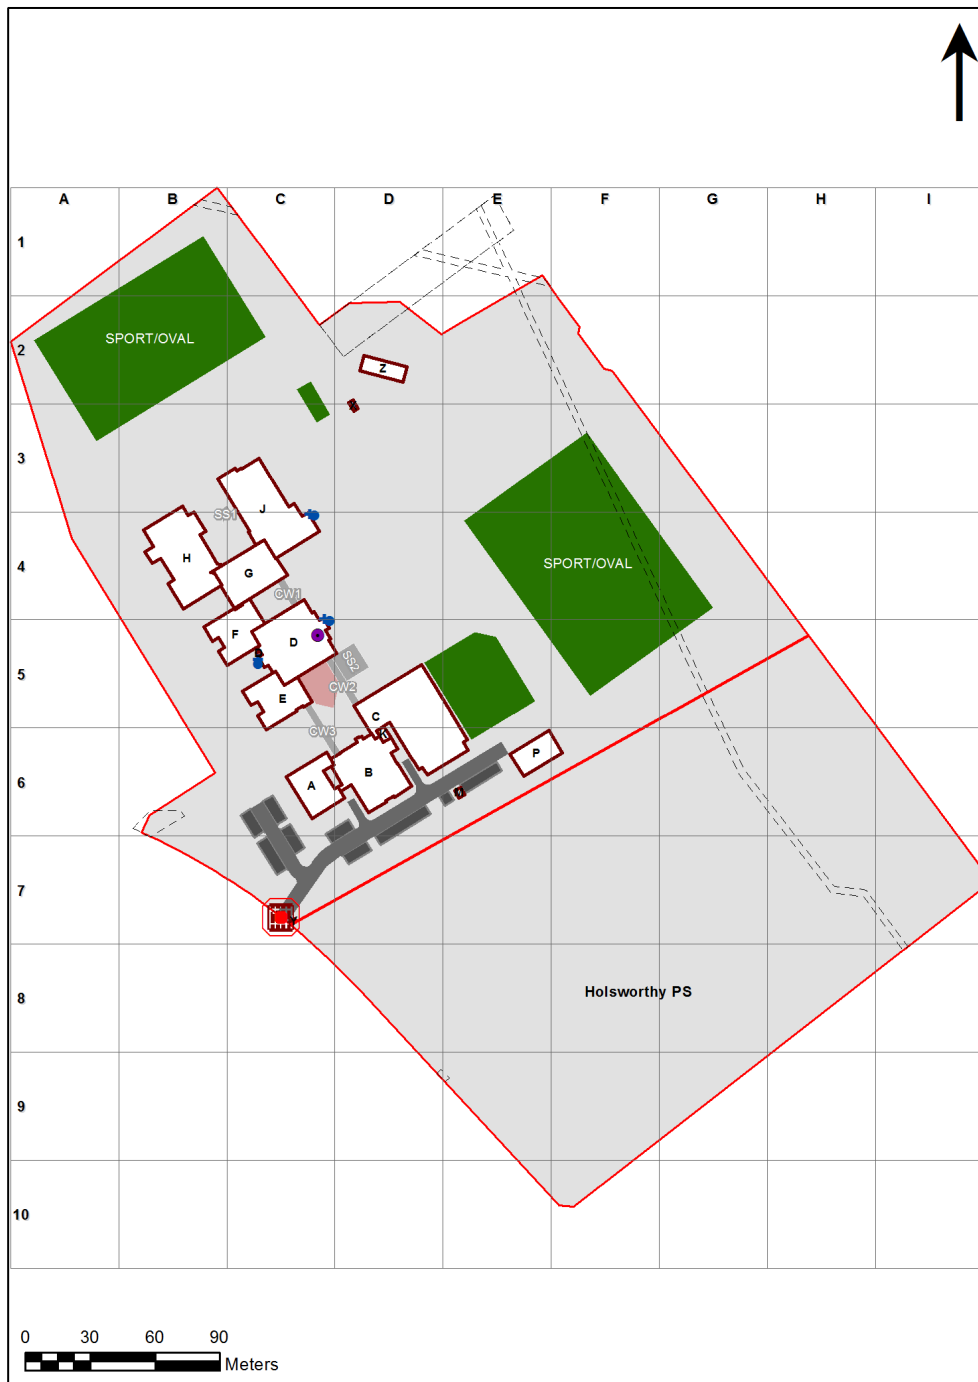 A B C D E F G H I
1
2
3
4
5
6
7
8
9
10
SPORT/OVAL
Z
J
SS1
H
G
SPORT/OVAL
CW1
F
D
SS2
E
CW2
C
CW3
K
P
B
A
Holsworthy PS
0 30 60 90
Meters